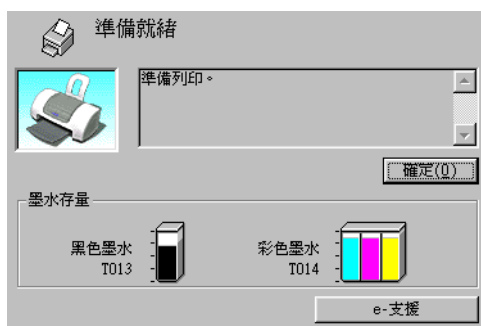 準備就緒
準備列印。
確定(O)
墨水存量
黑色墨水
T013
彩色墨水
T014
e-支援